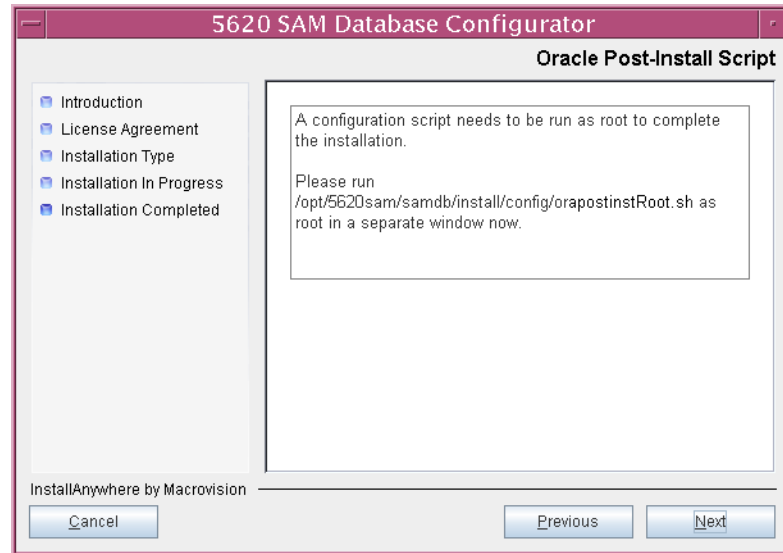 5620 SAM Database Configurator
Oracle Post-Install Script
Introduction
License Agreement
Installation Type
Installation In Progress
Installation Completed
A configuration script needs to be run as root to complete
the installation.
Please run
/opt/5620sam/samdb/install/config/orapostinstRoot.sh as
root in a separate window now.
InstallAnywhere by Macrovision
Cancel
Previous
Next